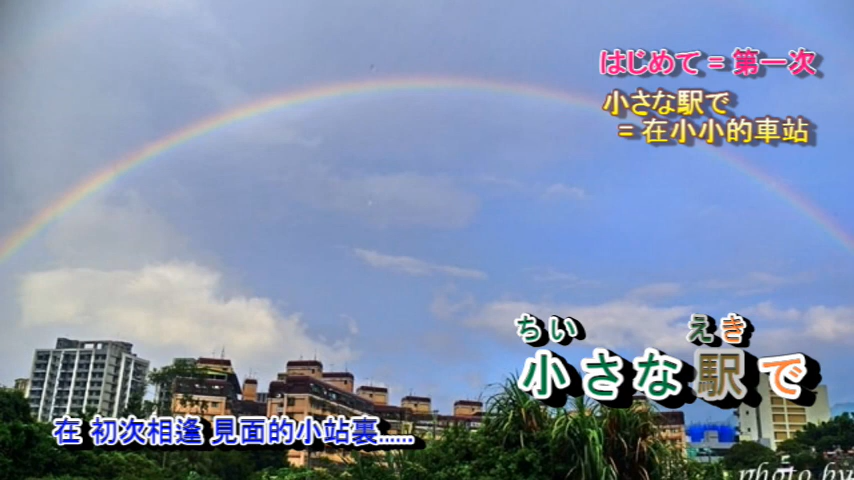 はじめて = 第一次
小さな駅で
= 在小小的車站
ちい えき
小さな駅で
在 初次相逢 見面的小站裏......
photo by